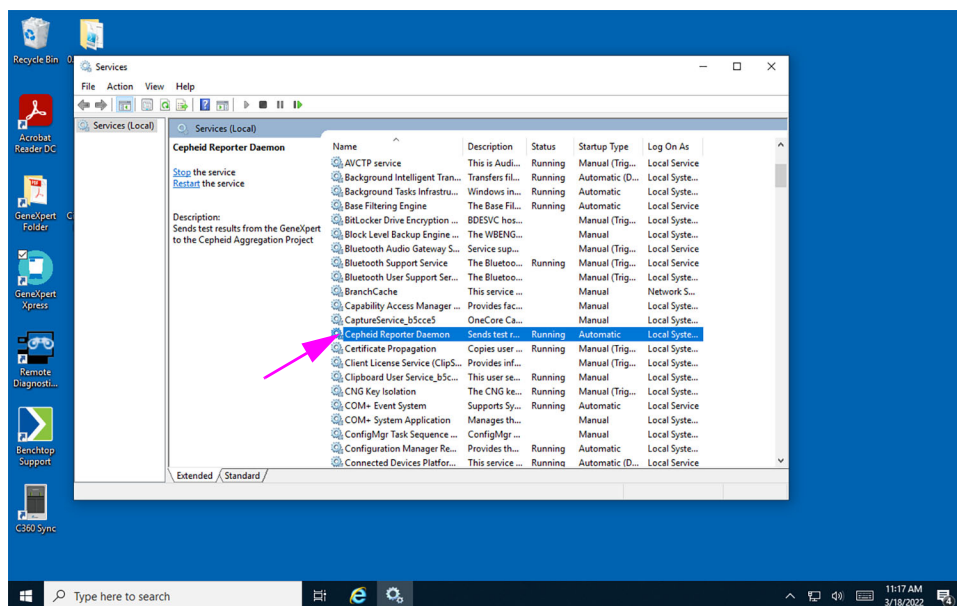 Recycle Bin
Acrobat
Reader DC
GeneXpert
Folder
GeneXpert
Xpress
Remote
Diagnosti...
Benchtop
Support
C360 Sync
Services
File Action View Help
Services (Local)
Services (Local)
Cepheid Reporter Daemon
Stop the service
Restart the service
Description:
Sends test results from the GeneXpert
to the Cepheid Aggregation Project
Name Description Status Startup Type Log On As
AVCTP service This is Audi... Running Manual (Trig... Local Service
Background Intelligent Tran... Transfers fil... Running Automatic (D... Local Syste...
Background Tasks Infrastru... Windows in... Running Automatic Local Syste...
Base Filtering Engine The Base Fil... Running Automatic Local Service
BitLocker Drive Encryption ... BDESVC hos... Manual (Trig... Local Syste...
Block Level Backup Engine ... The WBENG... Manual Local Syste...
Bluetooth Audio Gateway S... Service sup... Manual (Trig... Local Service
Bluetooth Support Service The Bluetoo... Running Manual (Trig... Local Service
Bluetooth User Support Ser... The Bluetoo... Manual (Trig... Local Syste...
BranchCache This service ... Manual Network S...
Capability Access Manager ... Provides fac... Manual Local Syste...
CaptureService_b5cce5 OneCore Ca... Manual Local Syste...
Cepheid Reporter Daemon Sends test r... Running Automatic Local Syste...
Certificate Propagation Copies user ... Running Manual (Trig... Local Syste...
Client License Service (ClipS... Provides inf... Manual (Trig... Local Syste...
Clipboard User Service_b5c... This user se... Running Manual Local Syste...
CNG Key Isolation The CNG ke... Running Manual (Trig... Local Syste...
COM+ Event System Supports Sy... Running Automatic Local Service
COM+ System Application Manages th... Manual Local Syste...
ConfigMgr Task Sequence ... ConfigMgr ... Manual Local Syste...
Configuration Manager Re... Provides th... Running Automatic Local Syste...
Connected Devices Platfor... This service ... Running Automatic (D... Local Service
Extended Standard
Type here to search
11:17 AM
3/18/2022
4